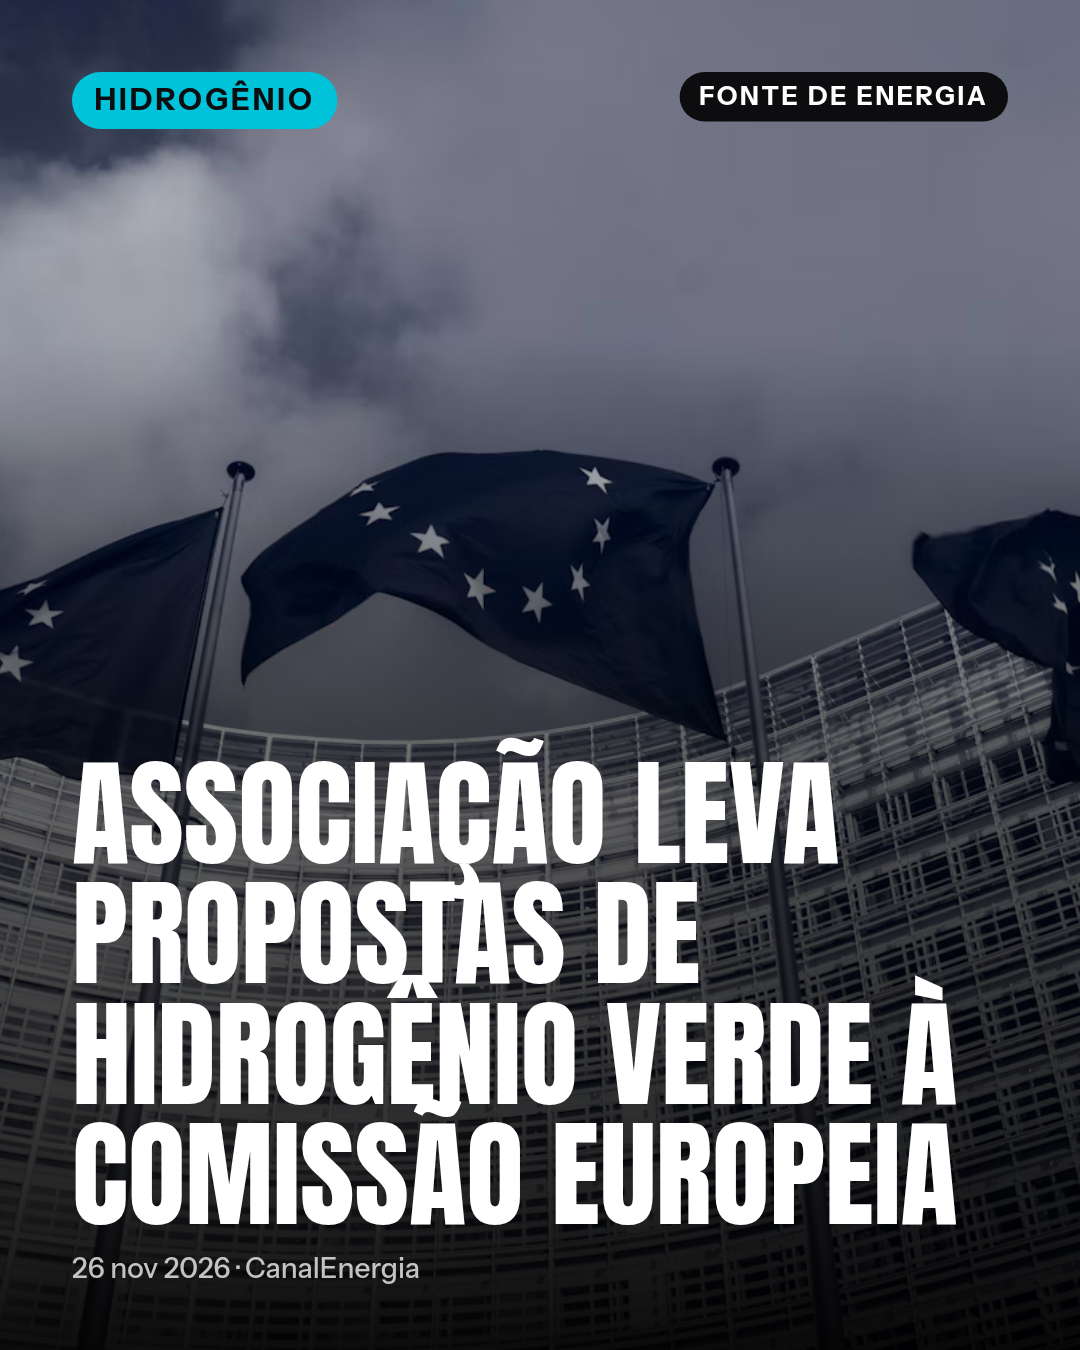 HIDROGÊNIO
FONTE DE ENERGIA
ASSOCIAÇÃO LEVA
PROPOSTAS DE
HIDROGÊNIO VERDE À
COMISSÃO EUROPEIA
26 nov 2026 · CanalEnergia